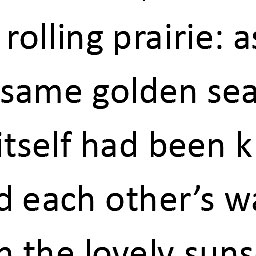 rolling prairie: as
same golden sea
itself had been k
d each other’s wa
n the lovely suns